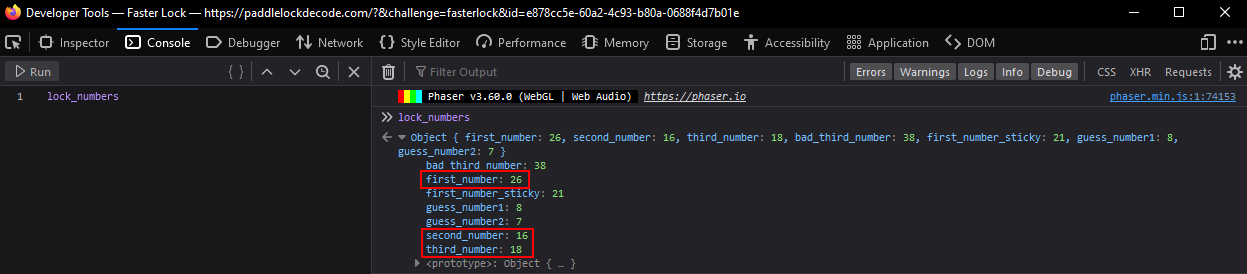 Developer Tools — Faster Lock — https://paddlelockdecode.com/?&challenge=fasterlock&id=e878cc5e-60a2-4c93-b80a-0688f4d7b01e
Inspector Console Debugger Network Style Editor Performance Memory Storage Accessibility Application DOM
Run Filter Output Errors Warnings Logs Info Debug CSS XHR Requests
1 lock_numbers
Phaser v3.60.0 (WebGL | Web Audio) https://phaser.io phaser.min.js:1:74153
lock_numbers
Object { first_number: 26, second_number: 16, third_number: 18, bad_third_number: 38, first_number_sticky: 21, guess_number1: 8,
guess_number2: 7 }
bad_third_number: 38
first_number: 26
first_number_sticky: 21
guess_number1: 8
guess_number2: 7
second_number: 16
third_number: 18
<prototype>: Object { … }